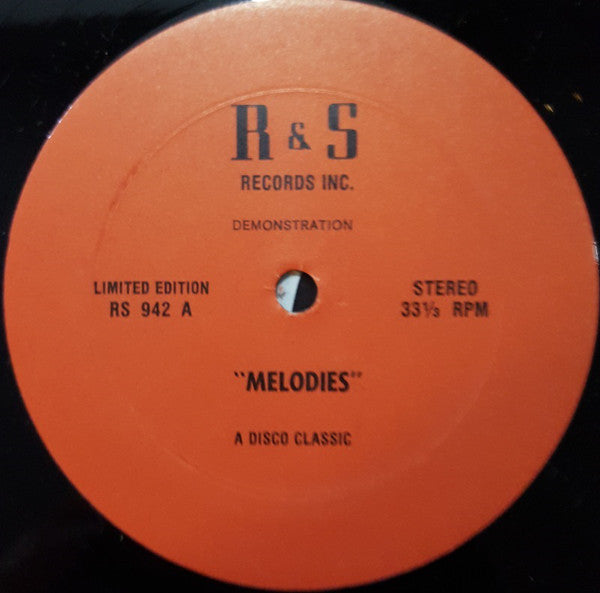 R & S
RECORDS INC.
DEMONSTRATION
LIMITED EDITION
RS 942 A
STEREO
33⅓ RPM
"MELODIES"
A DISCO CLASSIC